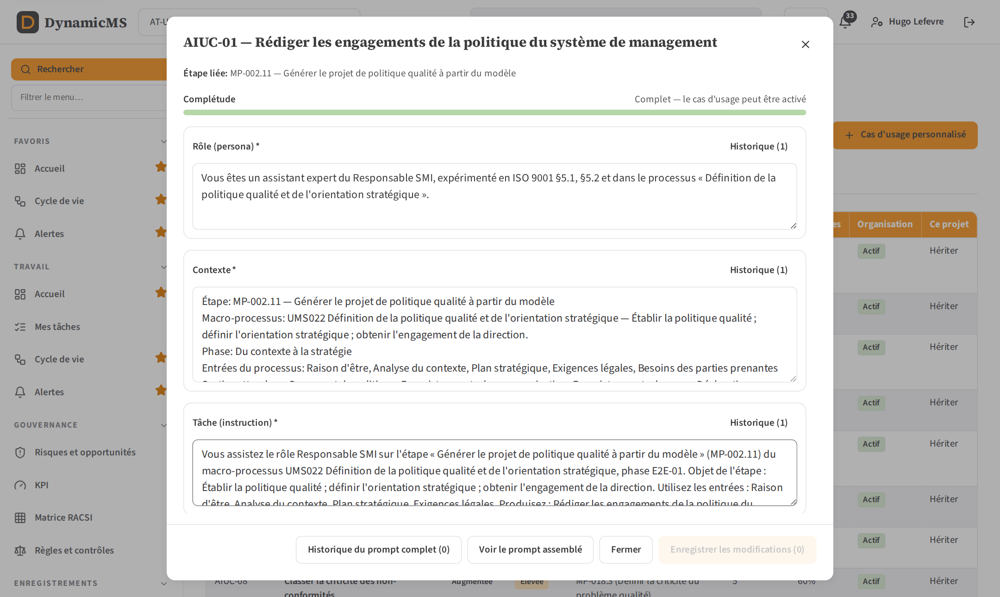 DynamicMS
AT-U
33
Hugo Lefevre
Rechercher
Filtrer le menu...
FAVORIS
Accueil
Cycle de vie
Alertes
TRAVAIL
Accueil
Mes tâches
Cycle de vie
Alertes
GOUVERNANCE
Risques et opportunités
KPI
Matrice RACSI
Règles et contrôles
ENREGISTREMENTS
AIUC-01 — Rédiger les engagements de la politique du système de management
Étape liée: MP-002.11 — Générer le projet de politique qualité à partir du modèle
Complétude
Complet — le cas d'usage peut être activé
Rôle (persona) *
Historique (1)
Vous êtes un assistant expert du Responsable SMI, expérimenté en ISO 9001 §5.1, §5.2 et dans le processus « Définition de la
politique qualité et de l'orientation stratégique ».
Contexte *
Historique (1)
Étape: MP-002.11 — Générer le projet de politique qualité à partir du modèle
Macro-processus: UMS022 Définition de la politique qualité et de l'orientation stratégique — Établir la politique qualité ;
définir l'orientation stratégique ; obtenir l'engagement de la direction.
Phase: Du contexte à la stratégie
Entrées du processus: Raison d'être, Analyse du contexte, Plan stratégique, Exigences légales, Besoins des parties prenantes
Tâche (instruction) *
Historique (1)
Vous assistez le rôle Responsable SMI sur l'étape « Générer le projet de politique qualité à partir du modèle » (MP-002.11) du
macro-processus UMS022 Définition de la politique qualité et de l'orientation stratégique, phase E2E-01. Objet de l'étape :
Établir la politique qualité ; définir l'orientation stratégique ; obtenir l'engagement de la direction. Utilisez les entrées : Raison
d'être, Analyse du contexte, Plan stratégique, Exigences légales. Produisez : Rédiger les engagements de la politique du
Historique du prompt complet (0)
Voir le prompt assemblé
Fermer
Enregistrer les modifications (0)
Cas d'usage personnalisé
es
Organisation
Ce projet
Actif
Hériter
Actif
Hériter
Actif
Hériter
Actif
Hériter
Actif
Hériter
Actif
Hériter
Actif
Hériter
AIUC-08
Classer la criticité des non-
conformités
Augmentée
Élevée
MP-018.3 (Définir la criticité du
problème qualité)
5
60%
Actif
Hériter